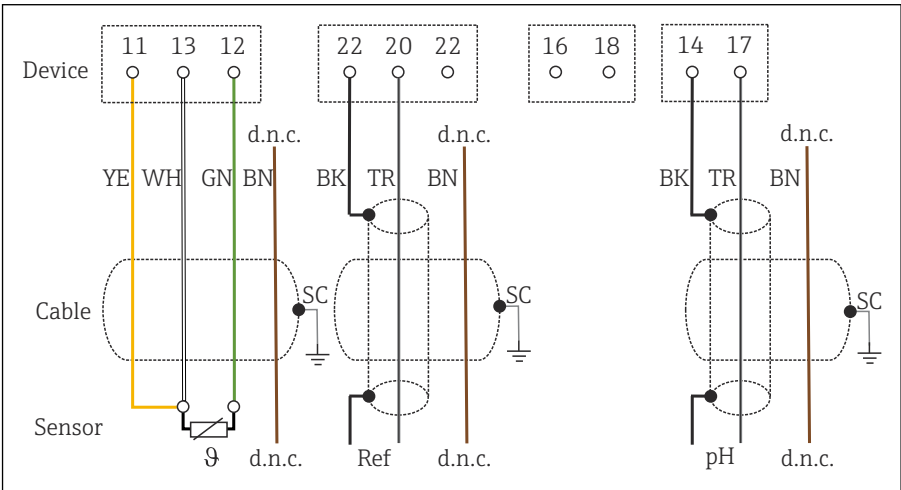 11 13 12 22 20 22 16 18 14 17
Device
d.n.c. d.n.c. d.n.c.
YE WH GN BN BK TR BN BK TR BN
SC SC SC
Cable
Sensor
ϑ d.n.c. Ref d.n.c. pH d.n.c.